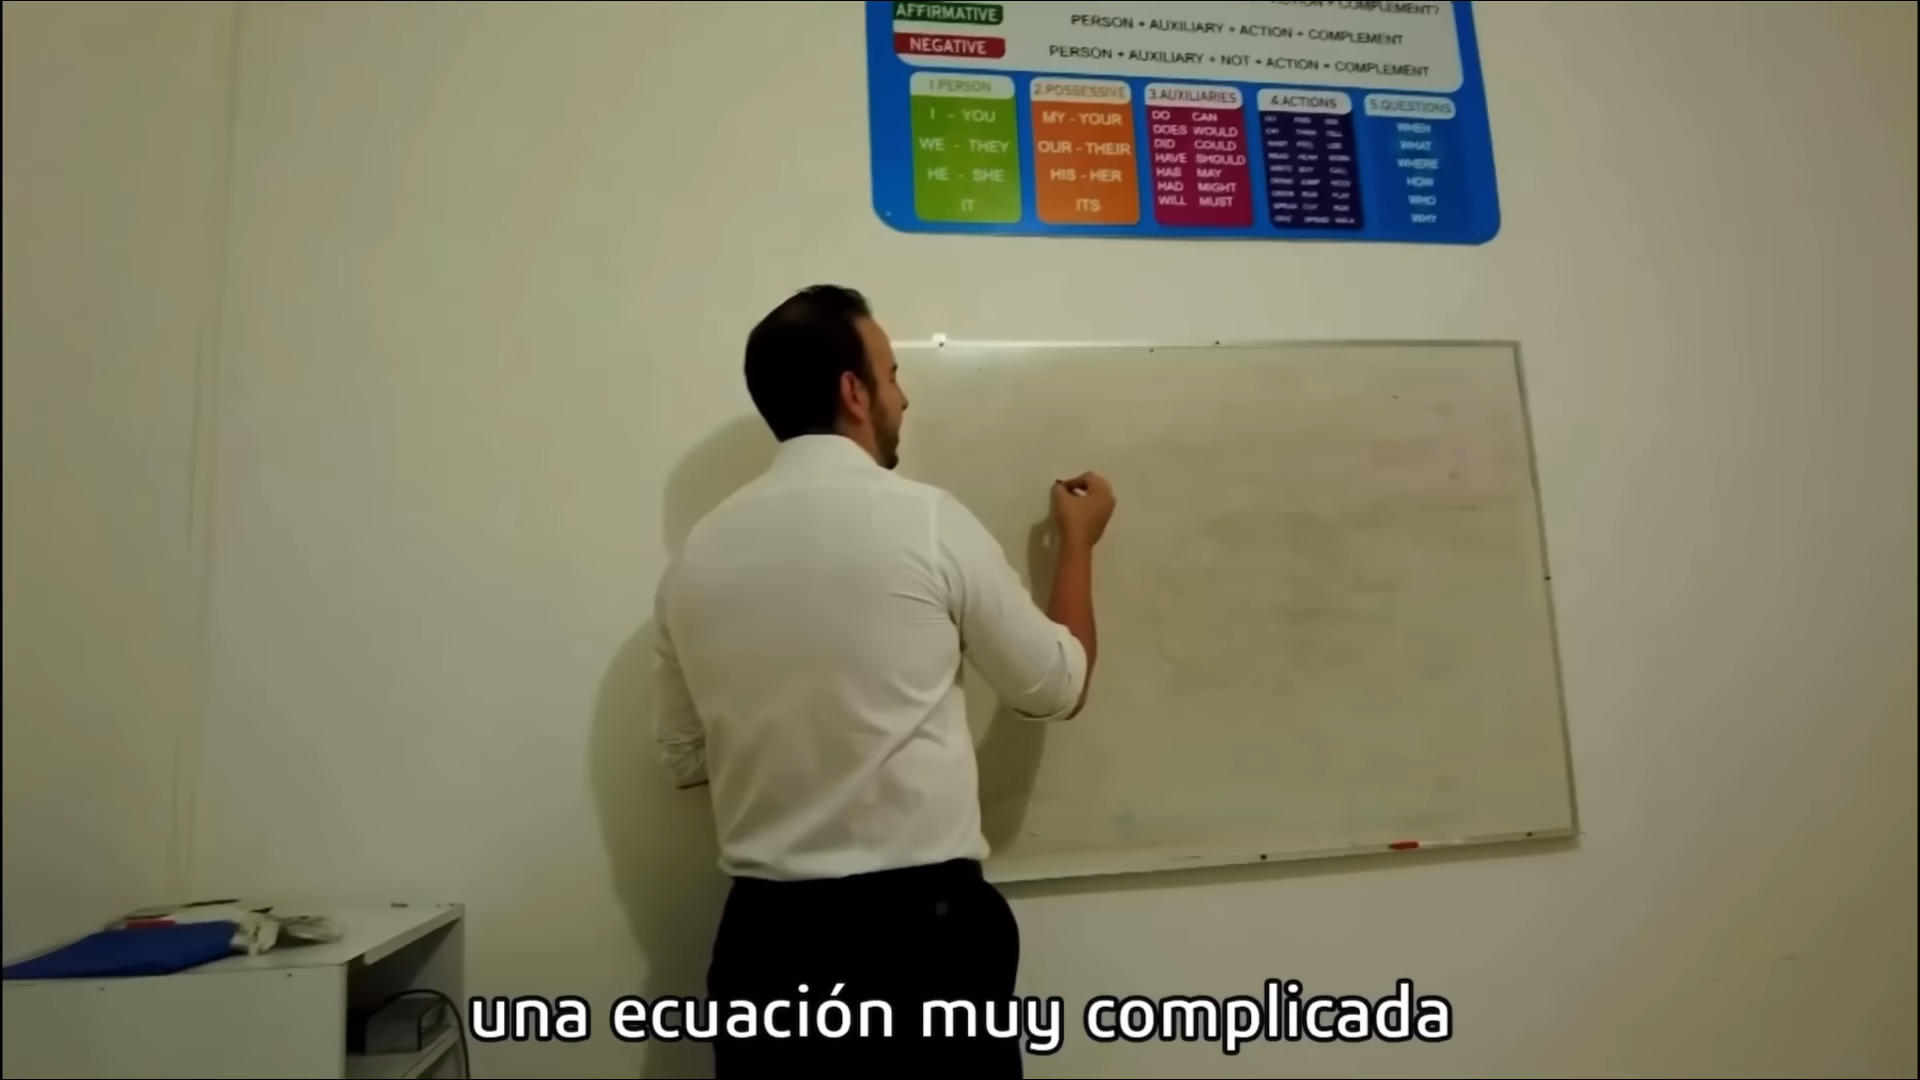 COMPLEMENT?
AFFIRMATIVE
PERSON + AUXILIARY + ACTION + COMPLEMENT
NEGATIVE
PERSON + AUXILIARY + NOT + ACTION + COMPLEMENT
1.PERSON
I - YOU
WE - THEY
HE - SHE
IT
2.POSSESSIVE
MY - YOUR
OUR - THEIR
HIS - HER
ITS
3.AUXILIARIES
DO CAN
DOES WOULD
DID COULD
HAVE SHOULD
HAS MAY
HAD MIGHT
WILL MUST
4.ACTIONS
5.QUESTIONS
WHEN
WHAT
WHERE
HOW
WHO
WHY
una ecuación muy complicada